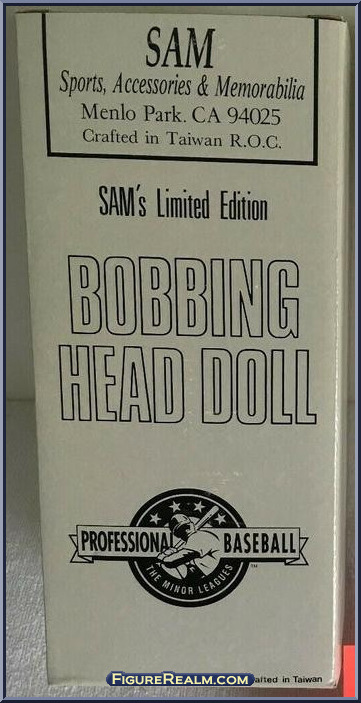 SAM
Sports, Accessories & Memorabilia
Menlo Park. CA 94025
Crafted in Taiwan R.O.C.
SAM's Limited Edition
BOBBING
HEAD DOLL
PROFESSIONAL BASEBALL
THE MINOR LEAGUES
TM
FIGUREREALM.COM
in Taiwan